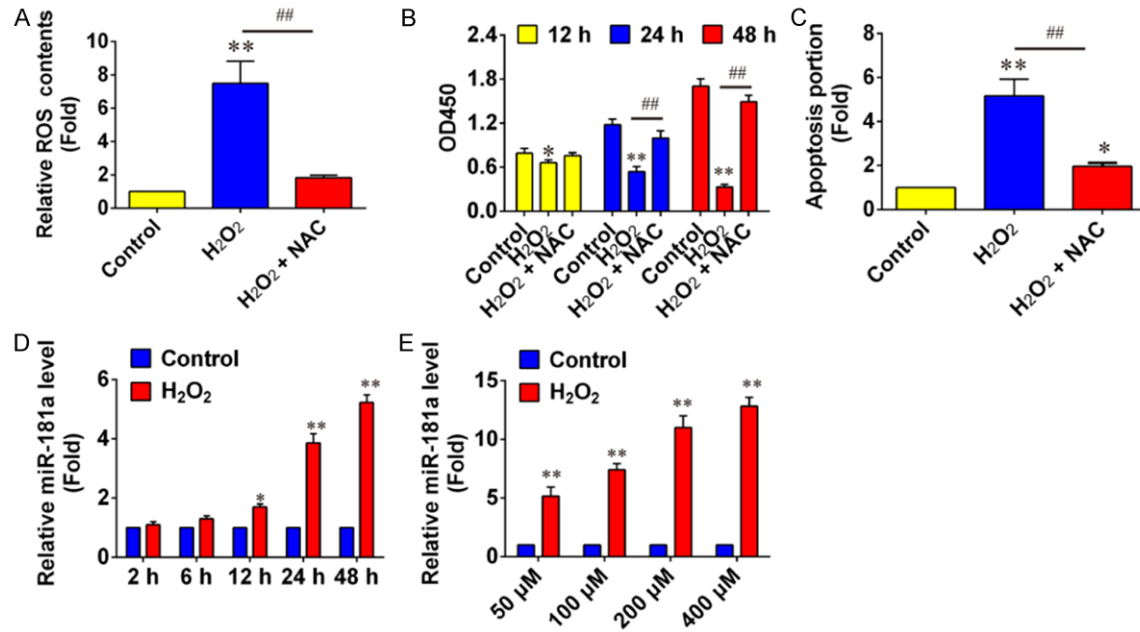 A
Relative ROS contents
(Fold)
10
8
6
4
2
0
**
##
Control
H2O2
H2O2 + NAC
B
12 h
24 h
48 h
OD450
2.4
1.8
1.2
0.6
0.0
*
**
##
**
##
Control
H2O2
H2O2 + NAC
Control
H2O2
H2O2 + NAC
Control
H2O2
H2O2 + NAC
C
Apoptosis portion
(Fold)
8
6
4
2
0
**
##
*
Control
H2O2
H2O2 + NAC
D
Control
H2O2
Relative miR-181a level
(Fold)
6
4
2
0
*
**
**
2 h
6 h
12 h
24 h
48 h
E
Control
H2O2
Relative miR-181a level
(Fold)
15
10
5
0
**
**
**
**
50 µM
100 µM
200 µM
400 µM